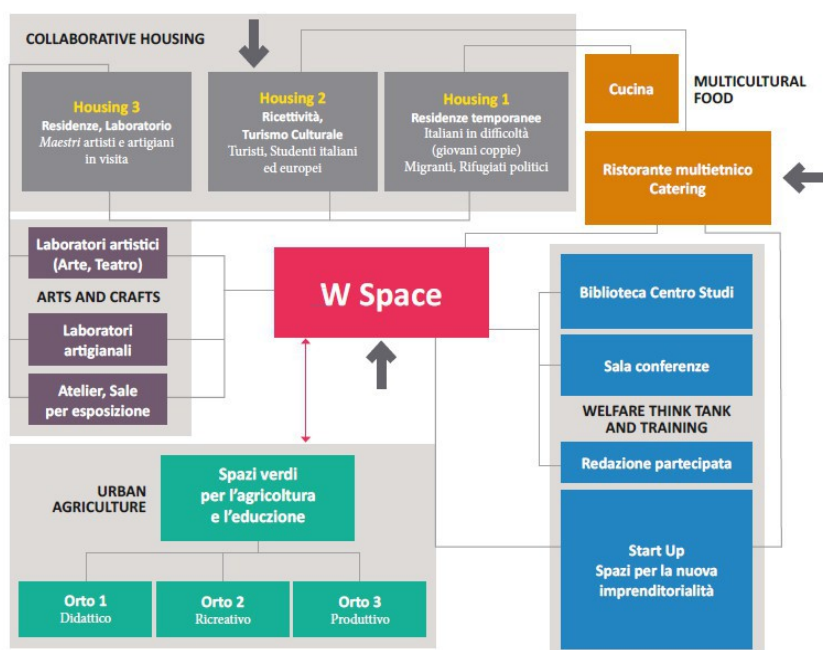 COLLABORATIVE HOUSING
Housing 3
Residenze, Laboratorio
Maestri artisti e artigiani
in visita
Housing 2
Ricettività,
Turismo Culturale
Turisti, Studenti italiani
ed europei
Housing 1
Residenze temporanee
Italiani in difficoltà
(giovani coppie)
Migranti, Rifugiati politici
Cucina
MULTICULTURAL
FOOD
Ristorante multietnico
Catering
Laboratori artistici
(Arte, Teatro)
ARTS AND CRAFTS
Laboratori
artigianali
Atelier, Sale
per esposizione
W Space
Biblioteca Centro Studi
Sala conferenze
WELFARE THINK TANK
AND TRAINING
Redazione partecipata
Start Up
Spazi per la nuova
imprenditorialità
URBAN
AGRICULTURE
Spazi verdi
per l'agricoltura
e l'educzione
Orto 1
Didattico
Orto 2
Ricreativo
Orto 3
Produttivo